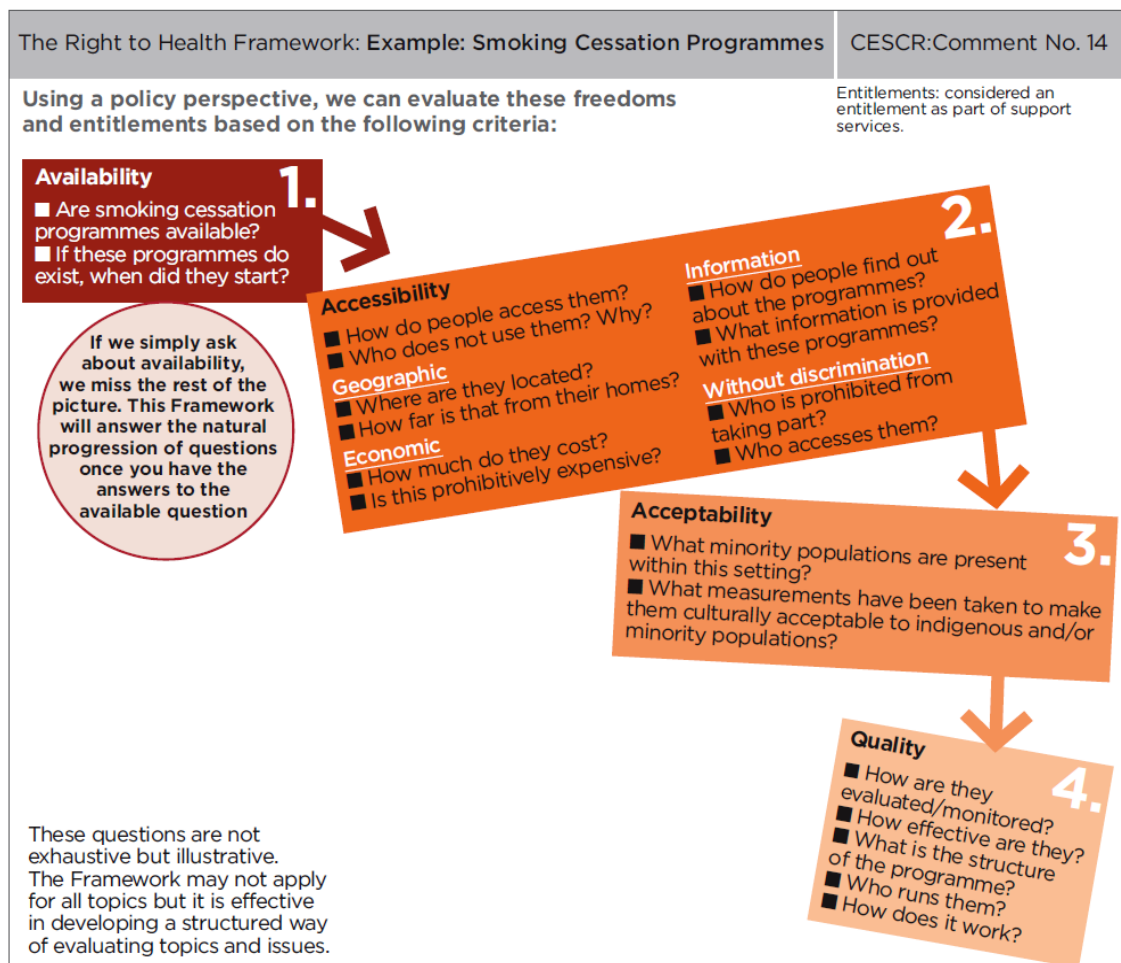 The Right to Health Framework: Example: Smoking Cessation Programmes
CESCR:Comment No. 14
Using a policy perspective, we can evaluate these freedoms
and entitlements based on the following criteria:
Entitlements: considered an
entitlement as part of support
services.
1.
Availability
■ Are smoking cessation
programmes available?
■ If these programmes do
exist, when did they start?
If we simply ask
about availability,
we miss the rest of the
picture. This Framework
will answer the natural
progression of questions
once you have the
answers to the
available question
2.
Accessibility
■ How do people access them?
■ Who does not use them? Why?
Geographic
■ Where are they located?
■ How far is that from their homes?
Economic
■ How much do they cost?
■ Is this prohibitively expensive?
Information
■ How do people find out
about the programmes?
■ What information is provided
with these programmes?
Without discrimination
■ Who is prohibited from
taking part?
■ Who accesses them?
3.
Acceptability
■ What minority populations are present
within this setting?
■ What measurements have been taken to make
them culturally acceptable to indigenous and/or
minority populations?
4.
Quality
■ How are they
evaluated/monitored?
■ How effective are they?
■ What is the structure
of the programme?
■ Who runs them?
■ How does it work?
These questions are not
exhaustive but illustrative.
The Framework may not apply
for all topics but it is effective
in developing a structured way
of evaluating topics and issues.